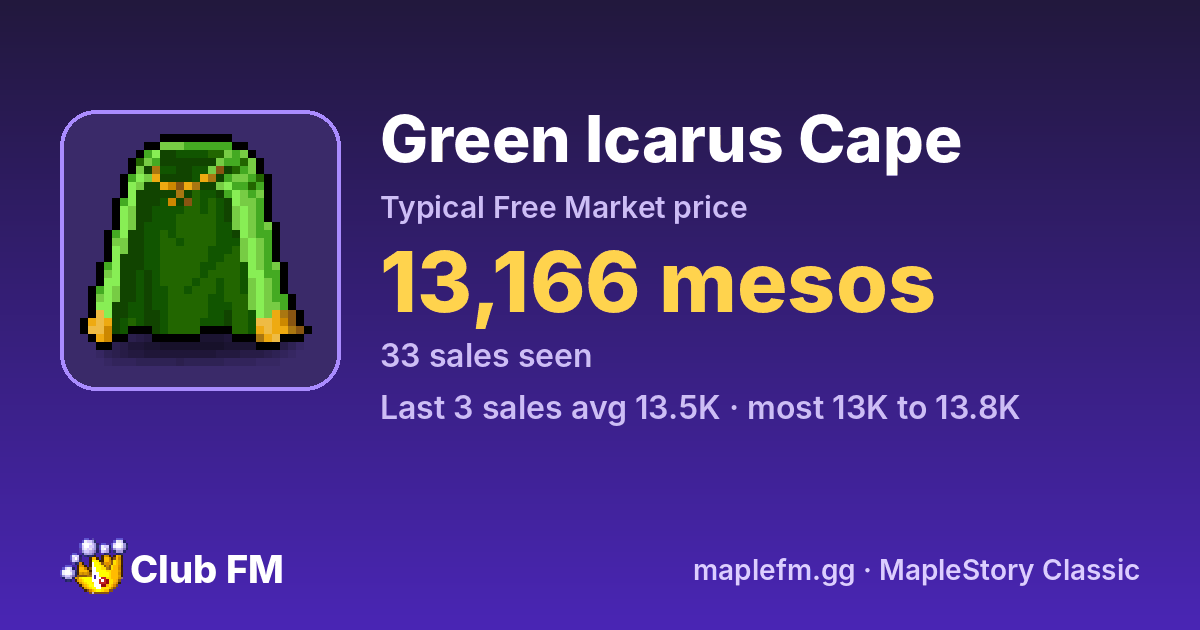 Green Icarus Cape
Typical Free Market price
13,166 mesos
33 sales seen
Last 3 sales avg 13.5K · most 13K to 13.8K
Club FM
maplefm.gg · MapleStory Classic